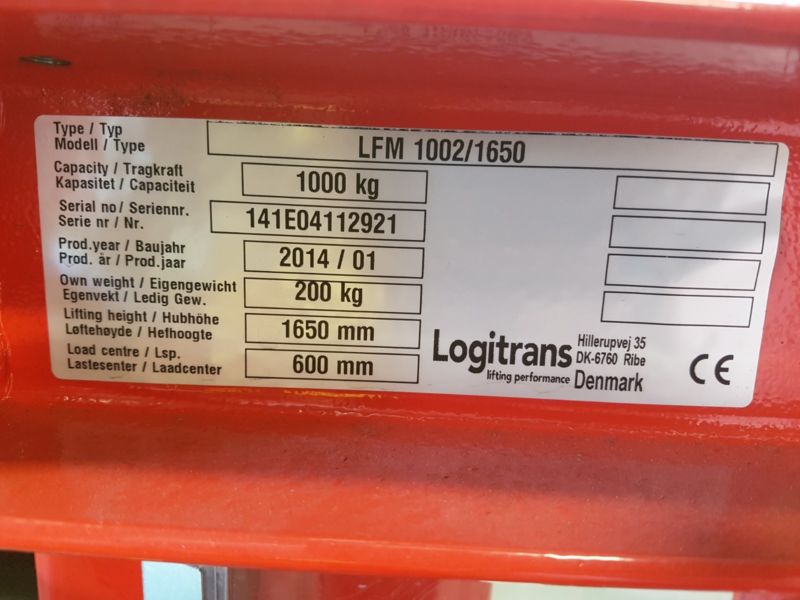 Type / Typ
Modell / Type
LFM 1002/1650
Capacity / Tragkraft
Kapasitet / Capaciteit
1000 kg
Serial no/ Seriennr.
Serie nr / Nr.
141E04112921
Prod.year / Baujahr
Prod. år / Prod.jaar
2014 / 01
Own weight / Eigengewicht
Egenvekt / Ledig Gew.
200 kg
Lifting height / Hubhöhe
Løftehøyde / Hefhoogte
1650 mm
Load centre / Lsp.
Lastesenter / Laadcenter
600 mm
Logitrans
lifting performance
Hillerupvej 35
DK-6760 Ribe
Denmark
CE